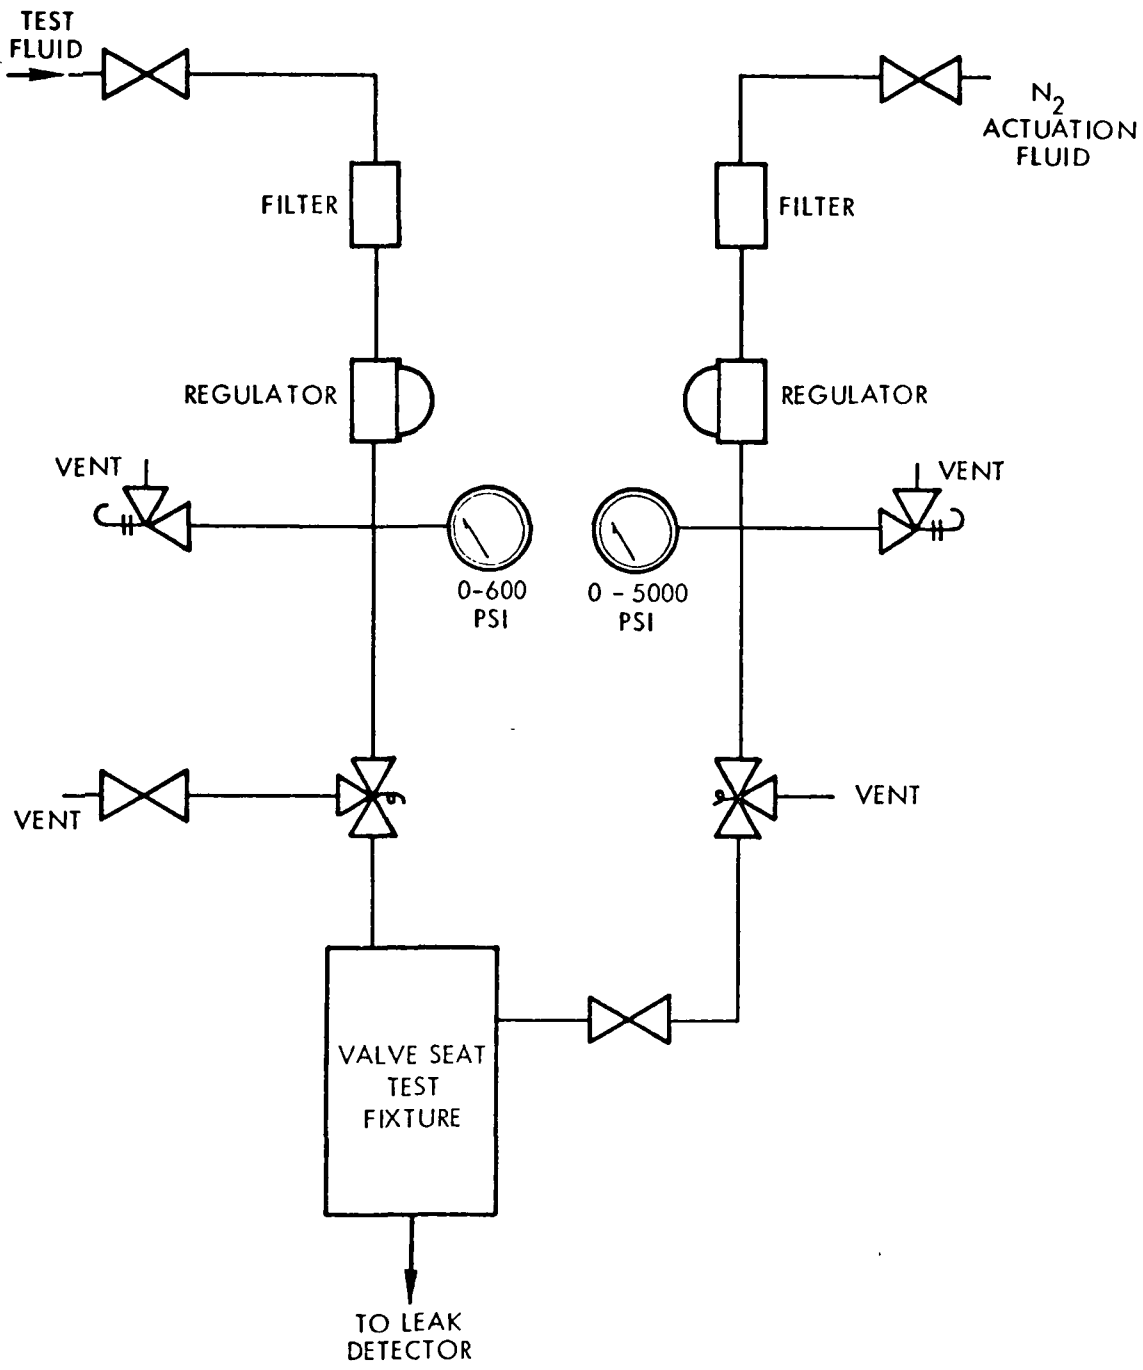 TEST
FLUID
N2
ACTUATION
FLUID
FILTER
FILTER
REGULATOR
REGULATOR
VENT
VENT
0-600
PSI
0 - 5000
PSI
VENT
VENT
VALVE SEAT
TEST
FIXTURE
TO LEAK
DETECTOR